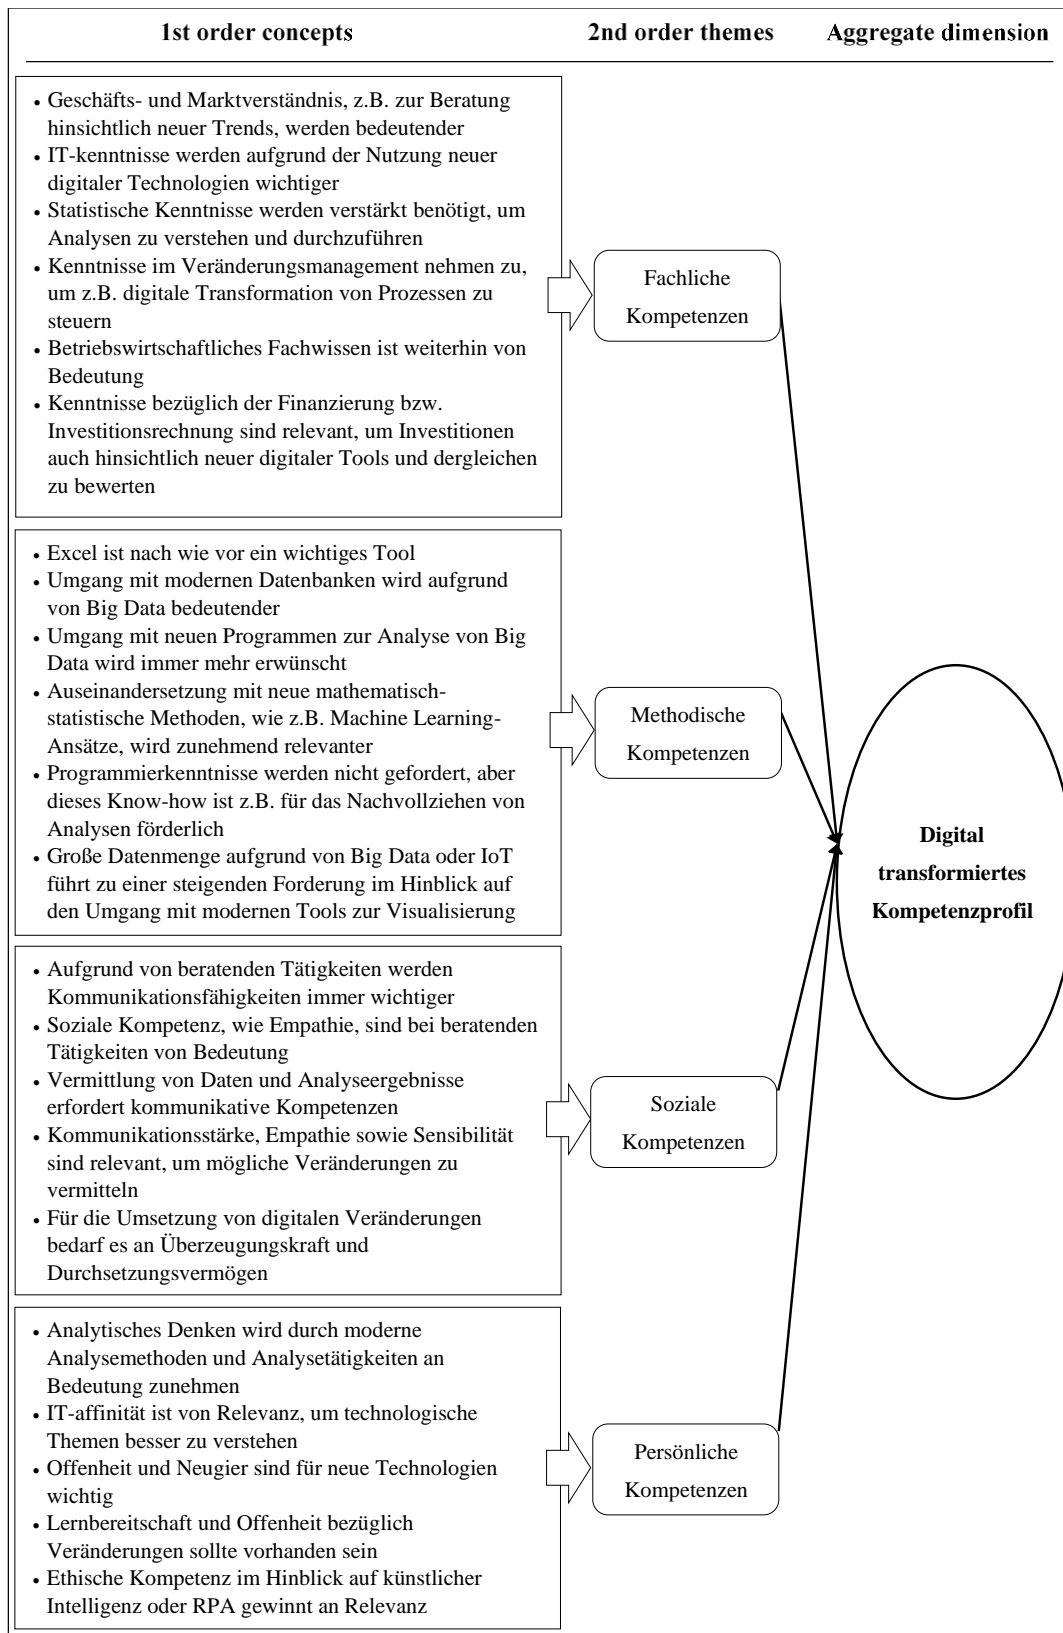 1st order concepts
2nd order themes
Aggregate dimension
• Geschäfts- und Marktverständnis, z.B. zur Beratung
hinsichtlich neuer Trends, werden bedeutender
• IT-kenntnisse werden aufgrund der Nutzung neuer
digitaler Technologien wichtiger
• Statistische Kenntnisse werden verstärkt benötigt, um
Analysen zu verstehen und durchzuführen
• Kenntnisse im Veränderungsmanagement nehmen zu,
um z.B. digitale Transformation von Prozessen zu
steuern
• Betriebswirtschaftliches Fachwissen ist weiterhin von
Bedeutung
• Kenntnisse bezüglich der Finanzierung bzw.
Investitionsrechnung sind relevant, um Investitionen
auch hinsichtlich neuer digitaler Tools und dergleichen
zu bewerten
Fachliche
Kompetenzen
• Excel ist nach wie vor ein wichtiges Tool
• Umgang mit modernen Datenbanken wird aufgrund
von Big Data bedeutender
• Umgang mit neuen Programmen zur Analyse von Big
Data wird immer mehr erwünscht
• Auseinandersetzung mit neue mathematisch-
statistische Methoden, wie z.B. Machine Learning-
Ansätze, wird zunehmend relevanter
• Programmierkenntnisse werden nicht gefordert, aber
dieses Know-how ist z.B. für das Nachvollziehen von
Analysen förderlich
• Große Datenmenge aufgrund von Big Data oder IoT
führt zu einer steigenden Forderung im Hinblick auf
den Umgang mit modernen Tools zur Visualisierung
Methodische
Kompetenzen
• Aufgrund von beratenden Tätigkeiten werden
Kommunikationsfähigkeiten immer wichtiger
• Soziale Kompetenz, wie Empathie, sind bei beratenden
Tätigkeiten von Bedeutung
• Vermittlung von Daten und Analyseergebnisse
erfordert kommunikative Kompetenzen
• Kommunikationsstärke, Empathie sowie Sensibilität
sind relevant, um mögliche Veränderungen zu
vermitteln
• Für die Umsetzung von digitalen Veränderungen
bedarf es an Überzeugungskraft und
Durchsetzungsvermögen
Soziale
Kompetenzen
• Analytisches Denken wird durch moderne
Analysemethoden und Analysetätigkeiten an
Bedeutung zunehmen
• IT-affinität ist von Relevanz, um technologische
Themen besser zu verstehen
• Offenheit und Neugier sind für neue Technologien
wichtig
• Lernbereitschaft und Offenheit bezüglich
Veränderungen sollte vorhanden sein
• Ethische Kompetenz im Hinblick auf künstlicher
Intelligenz oder RPA gewinnt an Relevanz
Persönliche
Kompetenzen
Digital
transformiertes
Kompetenzprofil